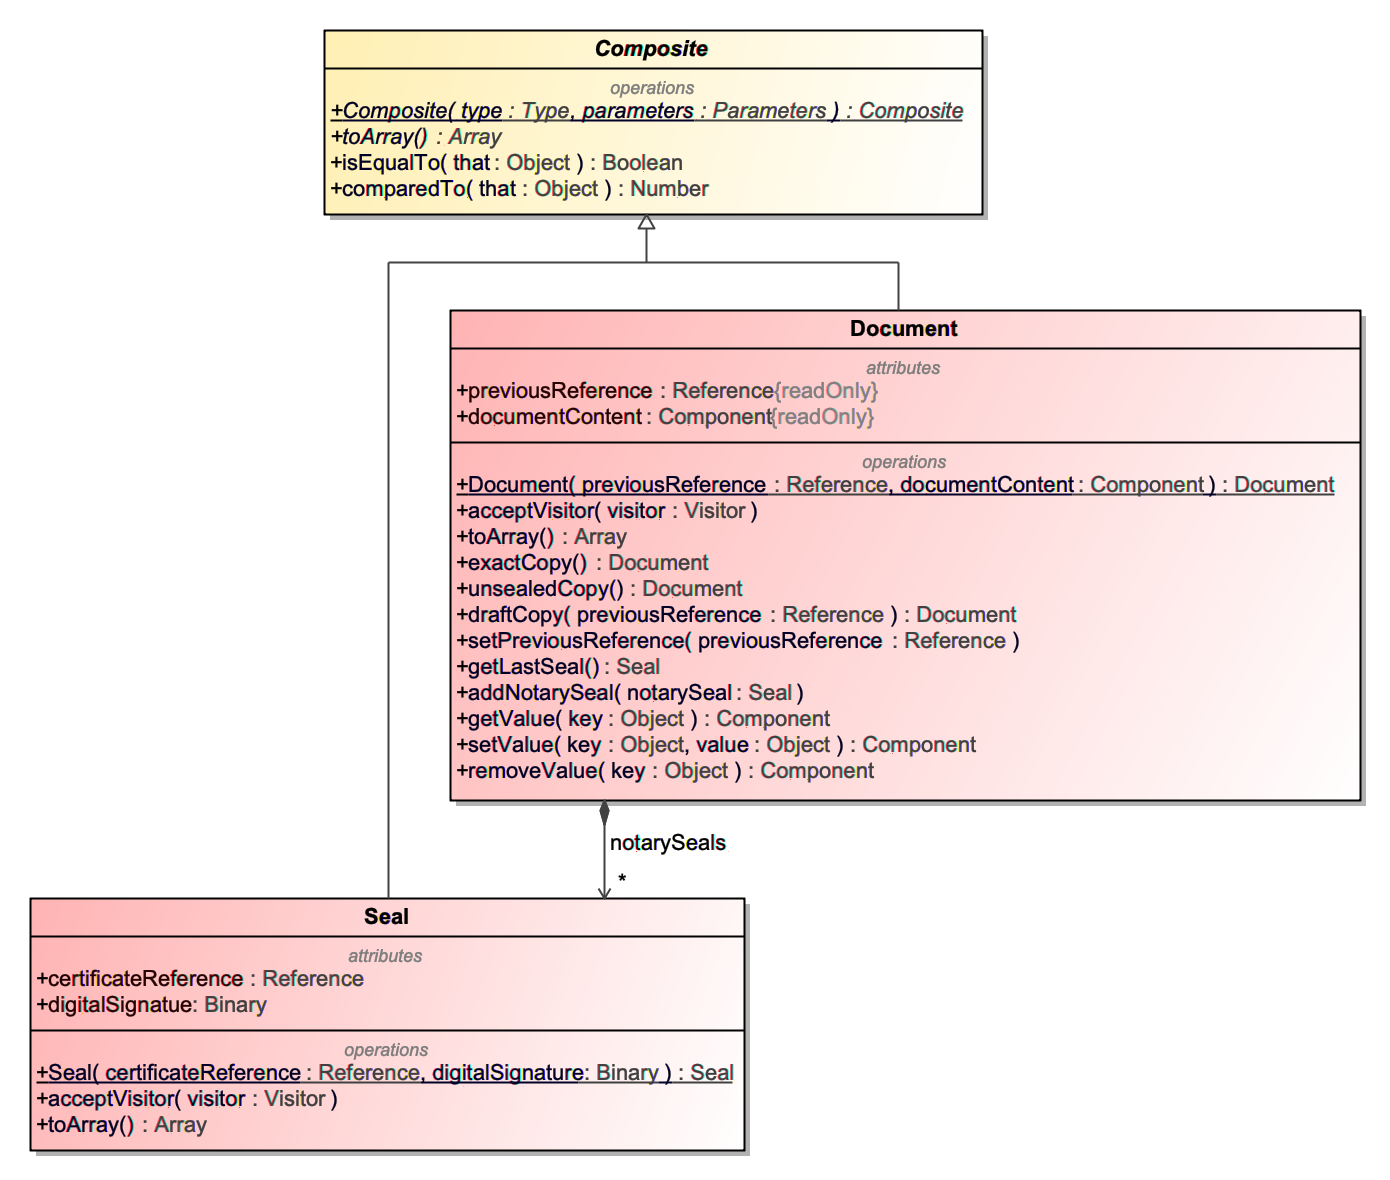 Composite
operations
+Composite( type : Type, parameters : Parameters ) : Composite
+toArray() : Array
+isEqualTo( that : Object ) : Boolean
+comparedTo( that : Object ) : Number
Document
attributes
+previousReference : Reference{readOnly}
+documentContent : Component{readOnly}
operations
+Document( previousReference : Reference, documentContent : Component ) : Document
+acceptVisitor( visitor : Visitor )
+toArray() : Array
+exactCopy() : Document
+unsealedCopy() : Document
+draftCopy( previousReference : Reference ) : Document
+setPreviousReference( previousReference : Reference )
+getLastSeal() : Seal
+addNotarySeal( notarySeal : Seal )
+getValue( key : Object ) : Component
+setValue( key : Object, value : Object ) : Component
+removeValue( key : Object ) : Component
notarySeals
*
Seal
attributes
+certificateReference : Reference
+digitalSignatue: Binary
operations
+Seal( certificateReference : Reference, digitalSignature: Binary ) : Seal
+acceptVisitor( visitor : Visitor )
+toArray() : Array